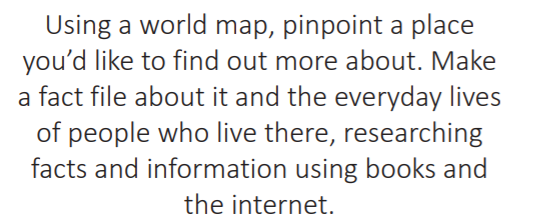 Using a world map, pinpoint a place
you’d like to find out more about. Make
a fact file about it and the everyday lives
of people who live there, researching
facts and information using books and
the internet.